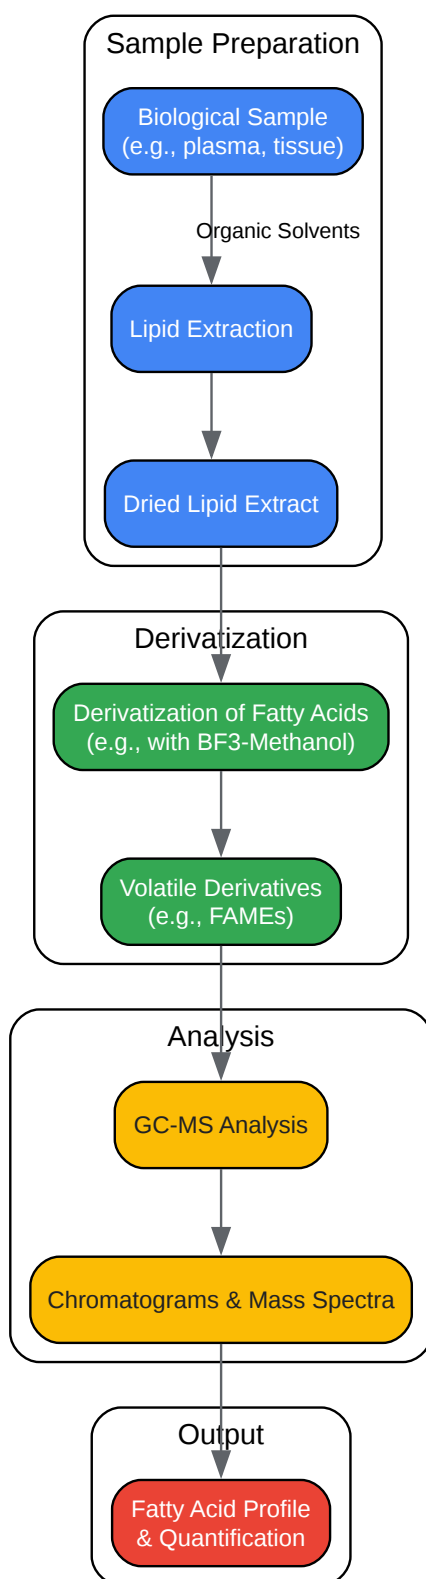 Sample Preparation
Biological Sample
(e.g., plasma, tissue)
Organic Solvents
Lipid Extraction
Dried Lipid Extract
Derivatization
Derivatization of Fatty Acids
(e.g., with BF3-Methanol)
Volatile Derivatives
(e.g., FAMEs)
Analysis
GC-MS Analysis
Chromatograms & Mass Spectra
Output
Fatty Acid Profile
& Quantification